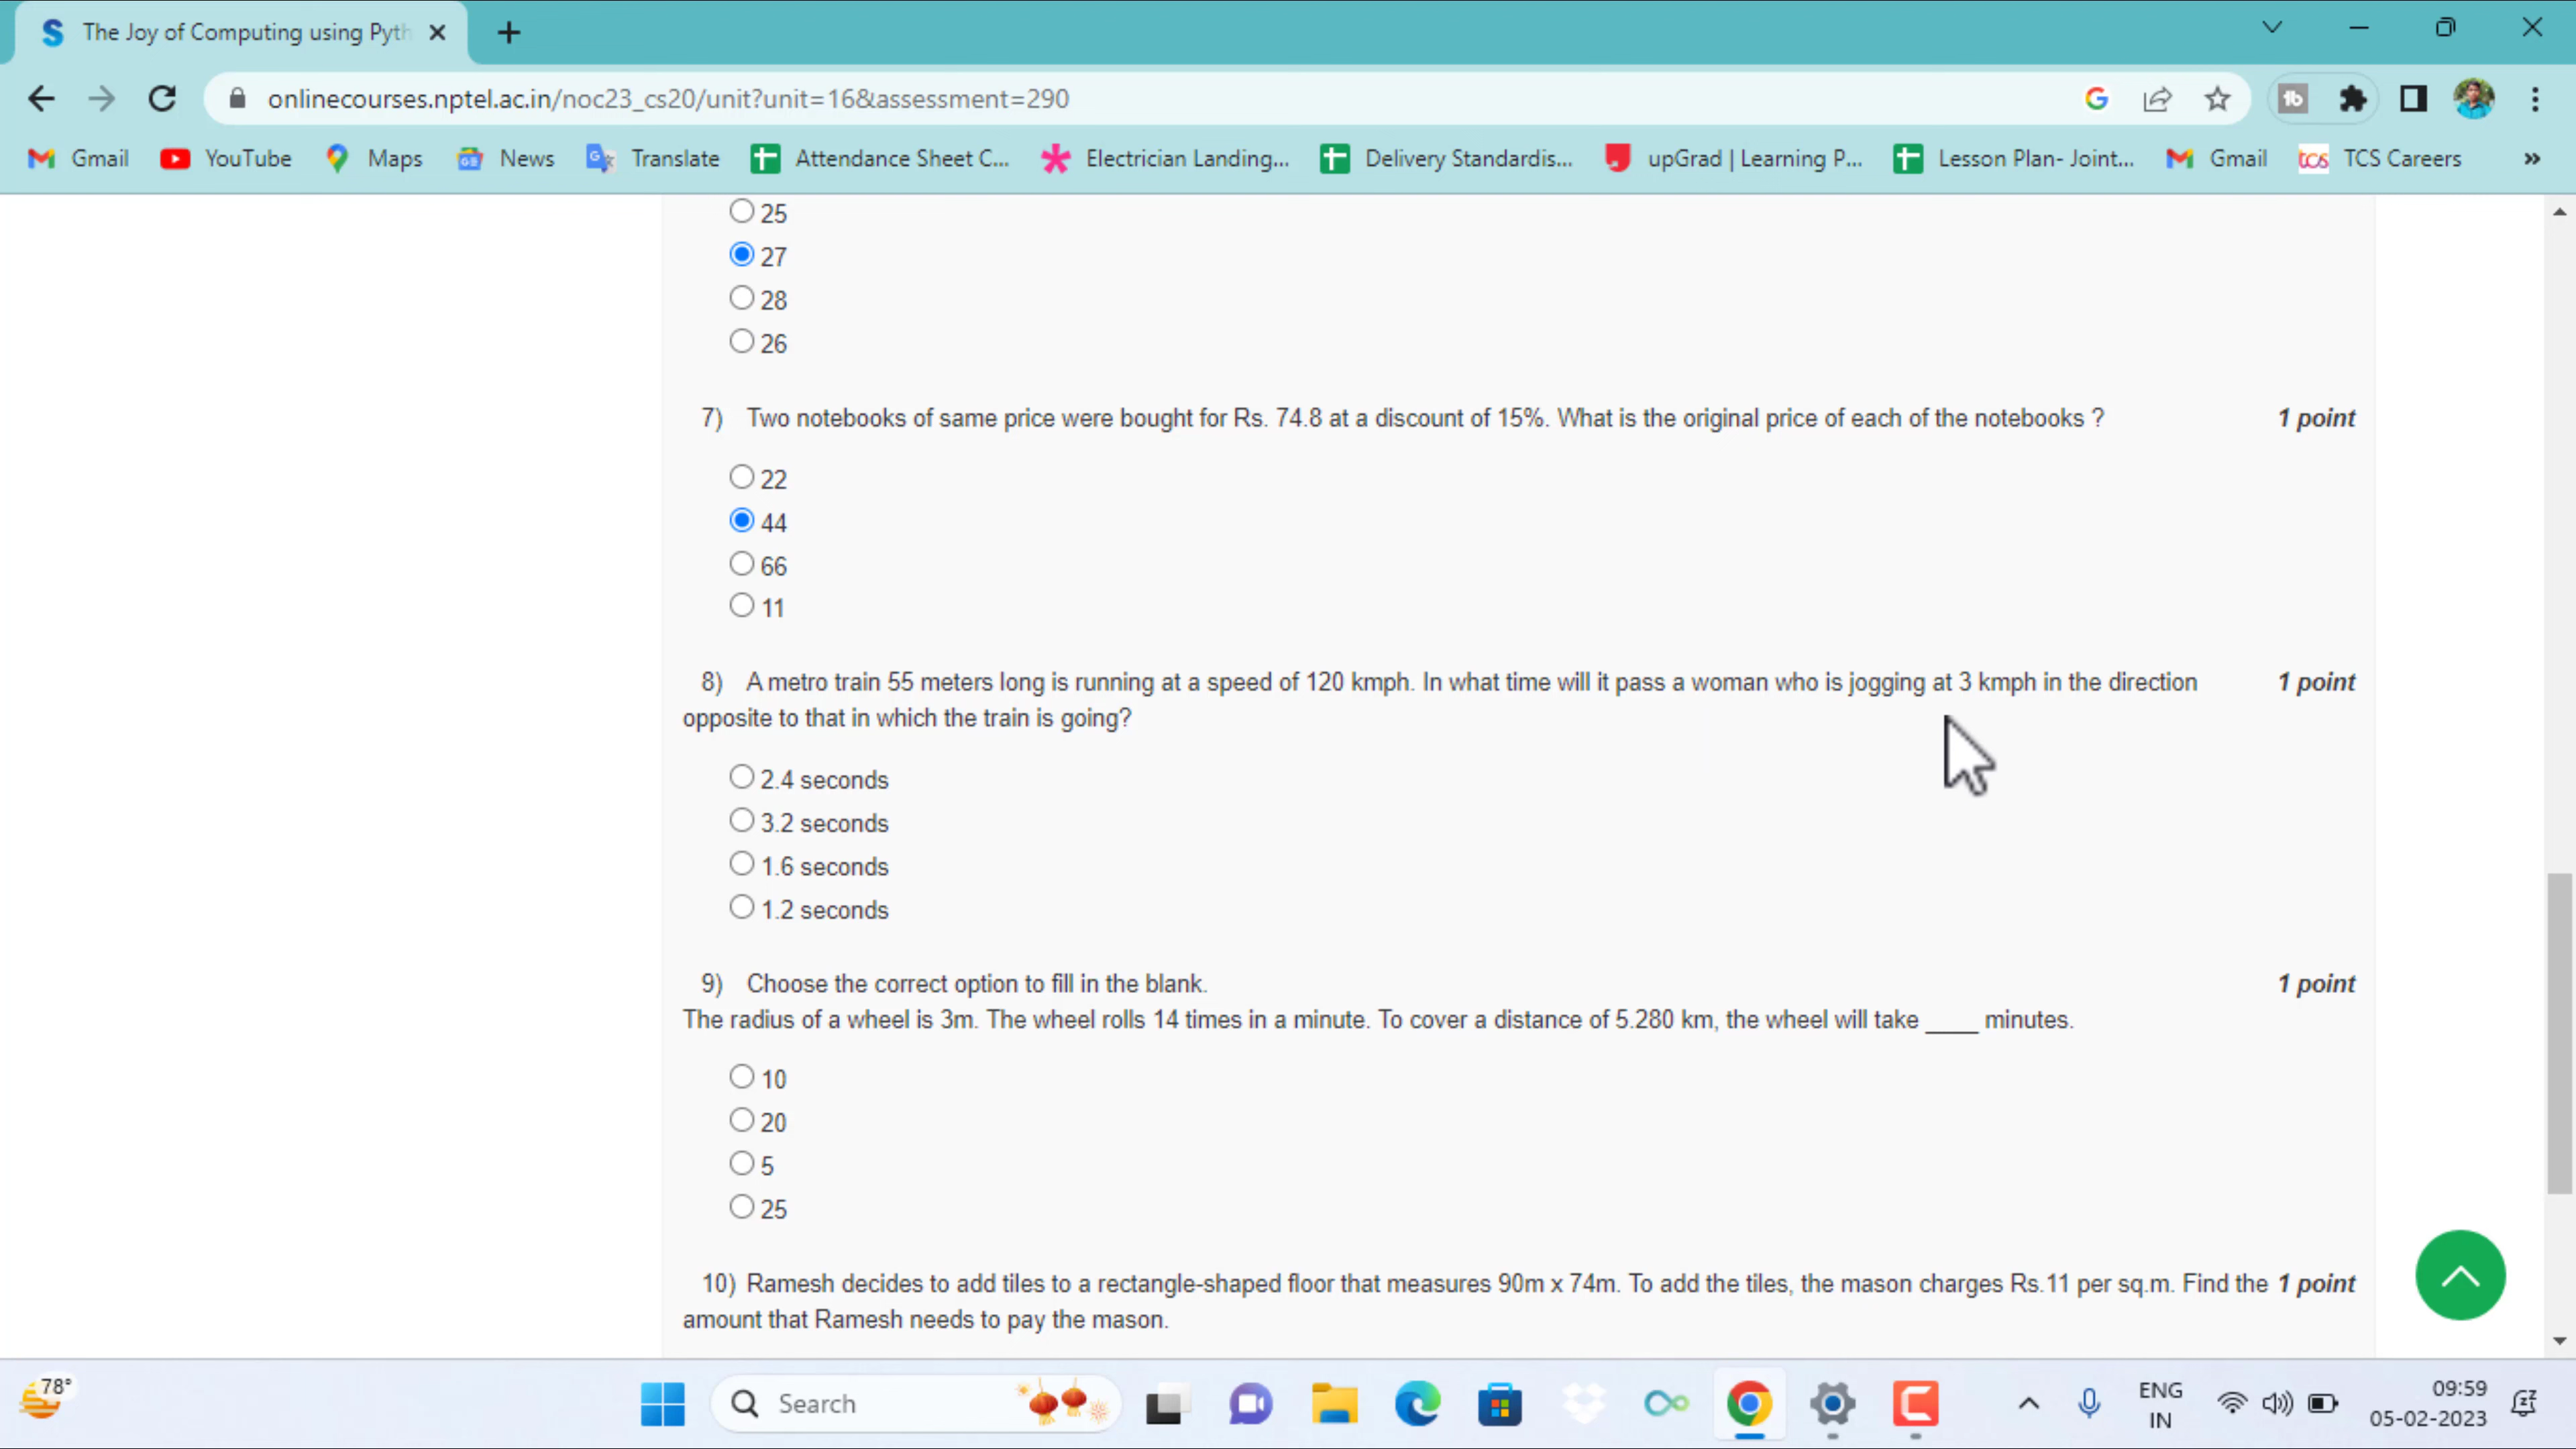 The Joy of Computing using Pyth
onlinecourses.nptel.ac.in/noc23_cs20/unit?unit=16&assessment=290
Gmail YouTube Maps News Translate Attendance Sheet C... Electrician Landing... Delivery Standardis... upGrad | Learning P... Lesson Plan- Joint... Gmail tcs TCS Careers »
25
27
28
26
7) Two notebooks of same price were bought for Rs. 74.8 at a discount of 15%. What is the original price of each of the notebooks ? 1 point
22
44
66
11
8) A metro train 55 meters long is running at a speed of 120 kmph. In what time will it pass a woman who is jogging at 3 kmph in the direction 1 point
opposite to that in which the train is going?
2.4 seconds
3.2 seconds
1.6 seconds
1.2 seconds
9) Choose the correct option to fill in the blank. 1 point
The radius of a wheel is 3m. The wheel rolls 14 times in a minute. To cover a distance of 5.280 km, the wheel will take ____ minutes.
10
20
5
25
10) Ramesh decides to add tiles to a rectangle-shaped floor that measures 90m x 74m. To add the tiles, the mason charges Rs.11 per sq.m. Find the 1 point
amount that Ramesh needs to pay the mason.
78°
Search
ENG
IN
09:59
05-02-2023